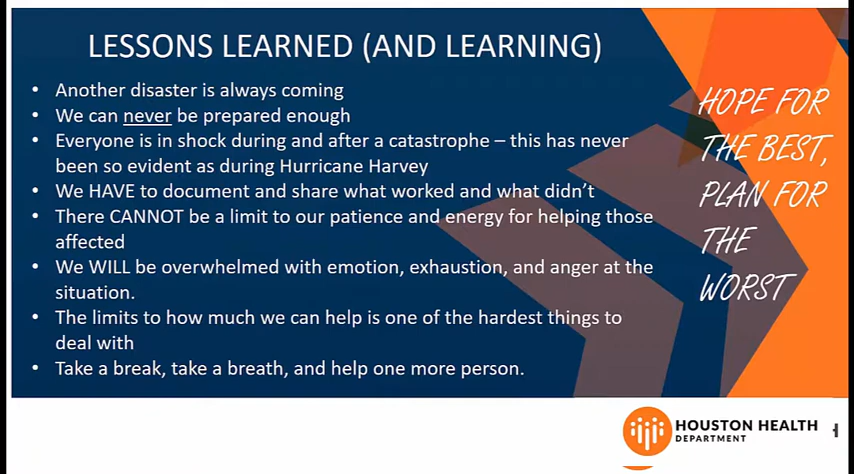 LESSONS LEARNED (AND LEARNING)
• Another disaster is always coming
• We can never be prepared enough
• Everyone is in shock during and after a catastrophe – this has never
been so evident as during Hurricane Harvey
• We HAVE to document and share what worked and what didn't
• There CANNOT be a limit to our patience and energy for helping those
affected
• We WILL be overwhelmed with emotion, exhaustion, and anger at the
situation.
• The limits to how much we can help is one of the hardest things to
deal with
• Take a break, take a breath, and help one more person.
HOPE FOR
THE BEST,
PLAN FOR
THE
WORST
HOUSTON HEALTH
DEPARTMENT